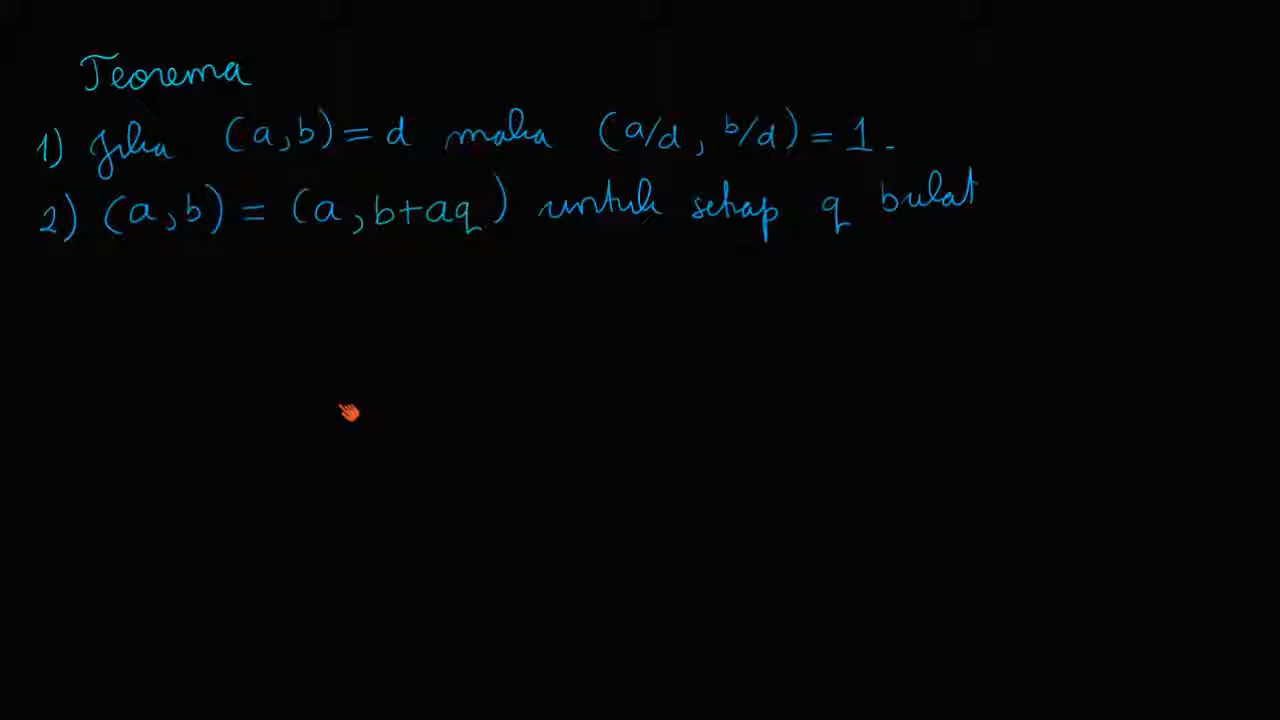 Teorema
1) Jika (a,b) = d maka (a/d, b/d) = 1.
2) (a,b) = (a, b+aq) untuk setiap q bulat